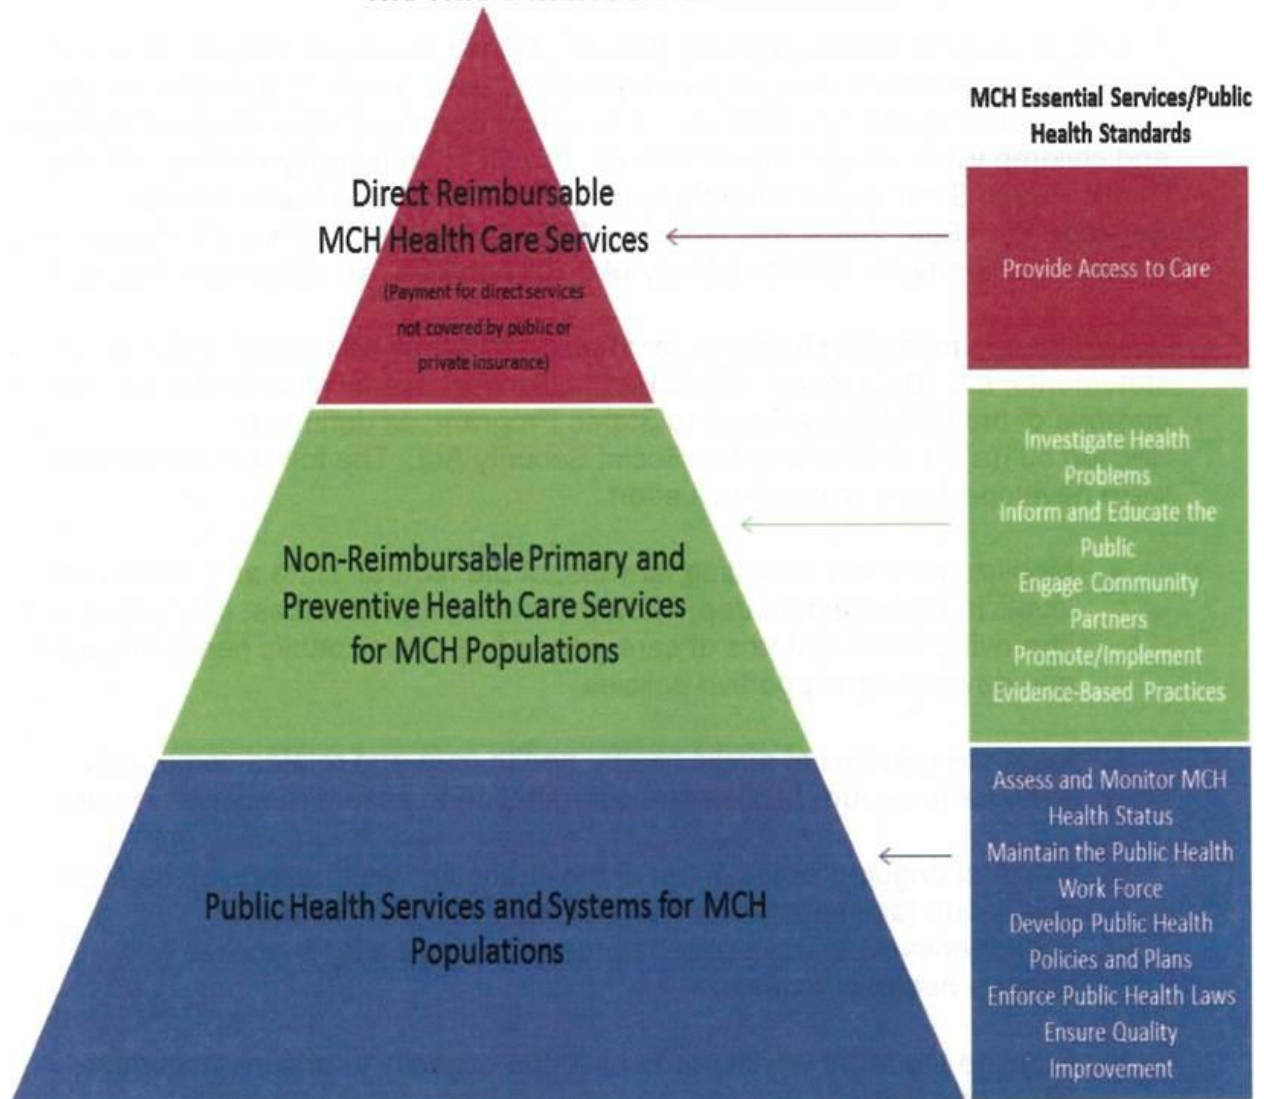 Direct Reimbursable
MCH Health Care Services
(Payment for direct services
not covered by public or
private insurance)
Non-Reimbursable Primary and
Preventive Health Care Services
for MCH Populations
Public Health Services and Systems for MCH
Populations
MCH Essential Services/Public
Health Standards
Provide Access to Care
Investigate Health
Problems
Inform and Educate the
Public
Engage Community
Partners
Promote/Implement
Evidence-Based Practices
Assess and Monitor MCH
Health Status
Maintain the Public Health
Work Force
Develop Public Health
Policies and Plans
Enforce Public Health Laws
Ensure Quality
Improvement